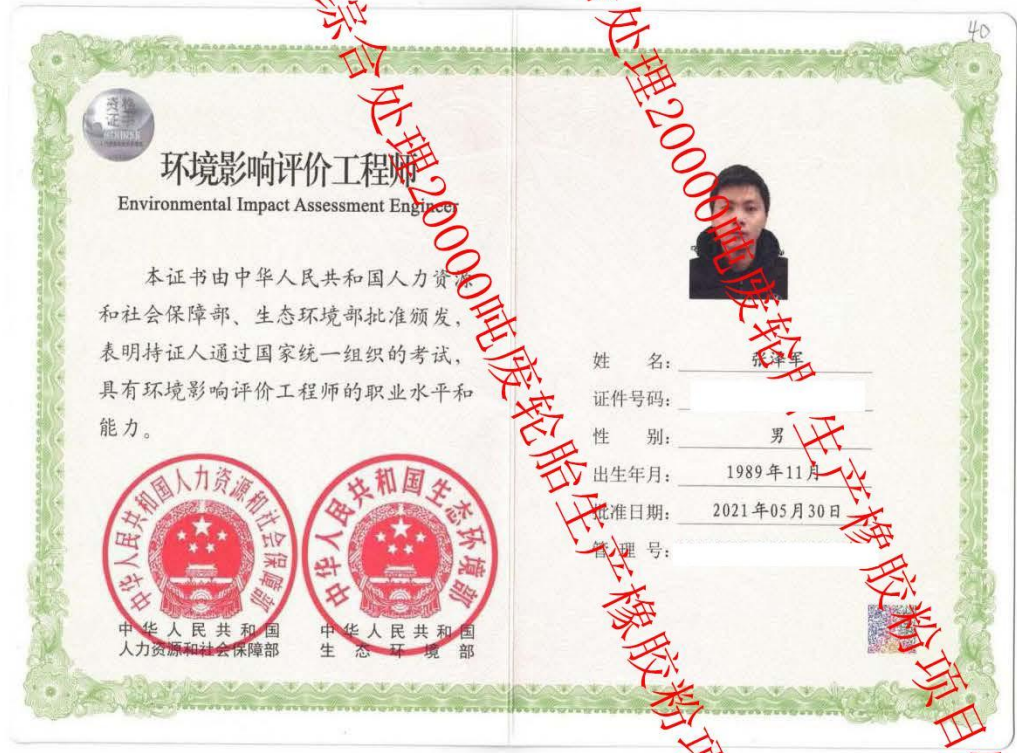 40
资格
证书
环境影响评价工程师
Environmental Impact Assessment Engineer
本证书由中华人民共和国人力资源
和社会保障部、生态环境部批准颁发，
表明持证人通过国家统一组织的考试，
具有环境影响评价工程师的职业水平和
能力。
中华人民共和国人力资源和社会保障部
中华人民共和国生态环境部
中华人民共和国
人力资源和社会保障部
中华人民共和国
生态环境部
姓名：张泽军
证件号码：
性别：男
出生年月：1989年11月
批准日期：2021年05月30日
管理号：
综合处理20000吨废轮胎生产橡胶粉项
处理20000吨废轮胎生产橡胶粉项目